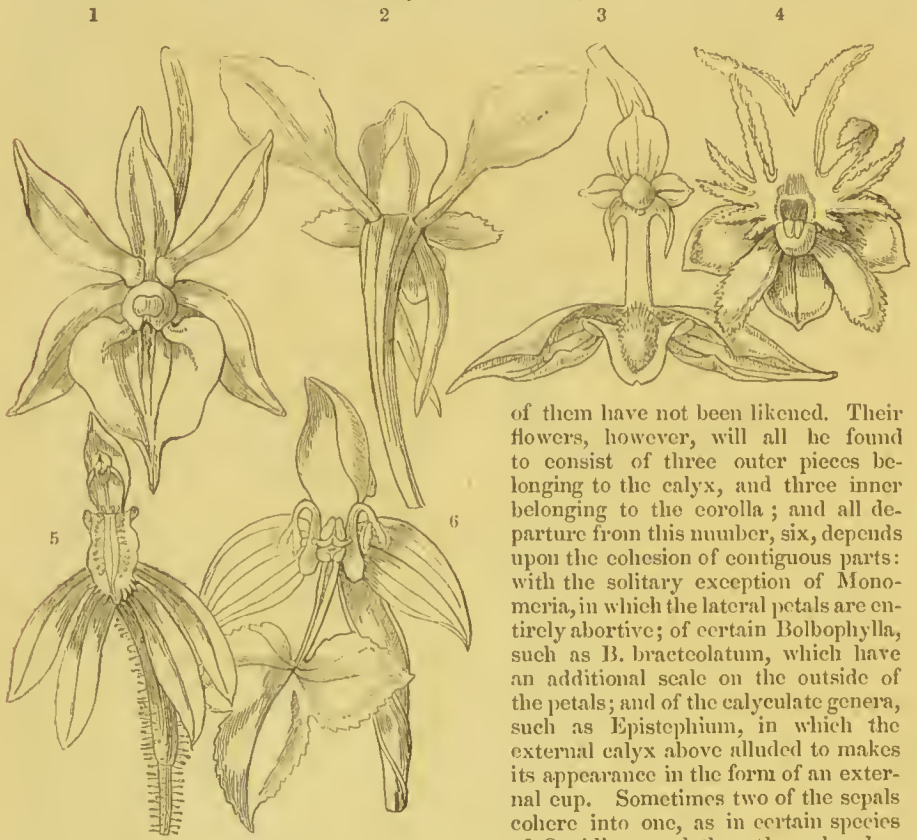 1 2 3 4
5 6
of them have not been likened. Their
flowers, however, will all be found
to consist of three outer pieces be-
longing to the calyx, and three inner
belonging to the corolla ; and all de-
parture from this number, six, depends
upon the cohesion of contiguous parts:
with the solitary exception of Mono-
meria, in which the lateral petals are en-
tirely abortive; of certain Bolbophylla,
such as B. bracteolatum, which have
an additional scale on the outside of
the petals; and of the calyculate genera,
such as Epistephium, in which the
external calyx above alluded to makes
its appearance in the form of an exter-
nal cup. Sometimes two of the sepals
cohere into one, as in certain species